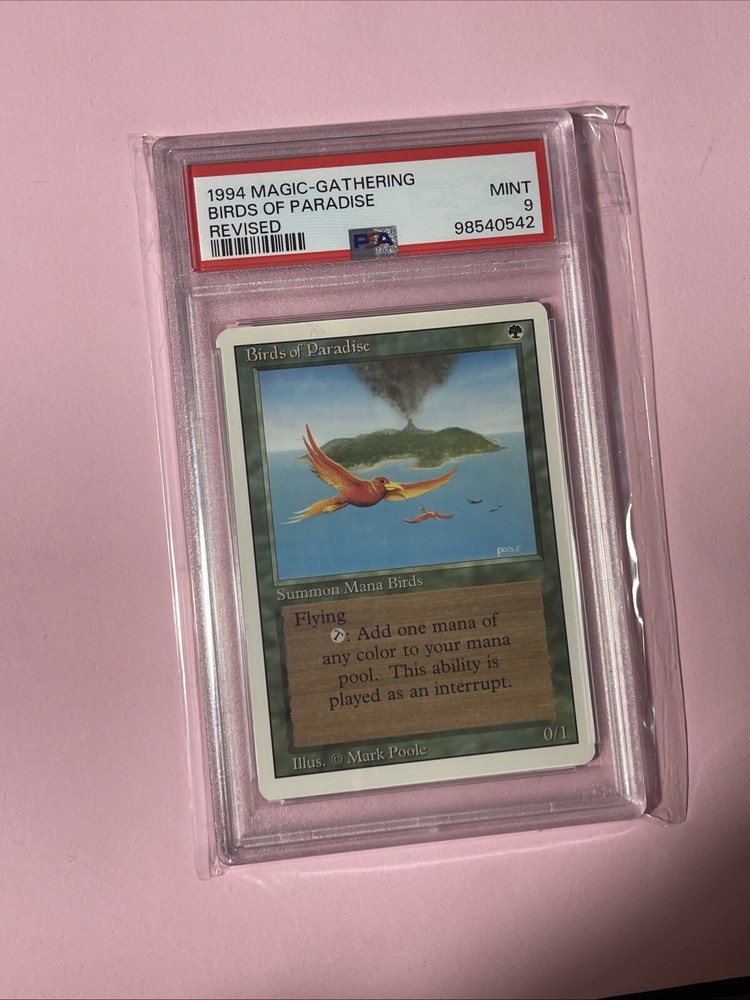 1994 MAGIC-GATHERING
BIRDS OF PARADISE
REVISED
MINT
9
98540542
PSA
Birds of Paradise
POOLE
Summon Mana Birds
Flying
T: Add one mana of
any color to your mana
pool. This ability is
played as an interrupt.
0/1
Illus. © Mark Poole